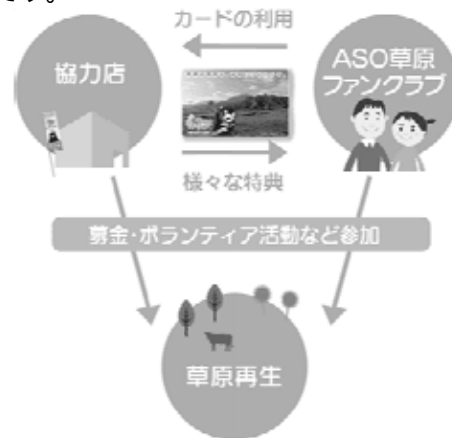 す。
カードの利用
協力店
ASO草原
ファンクラブ
様々な特典
募金・ボランティア活動など参加
草原再生